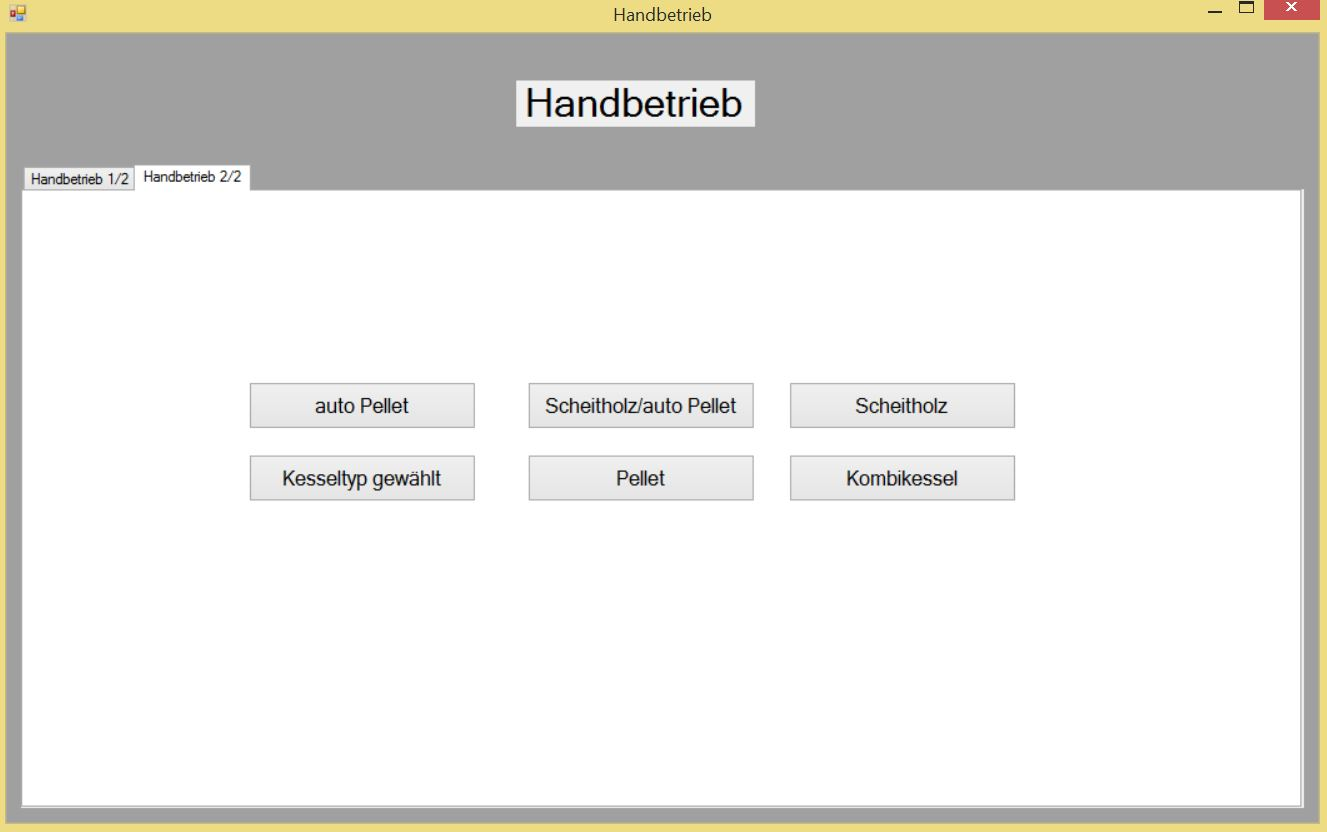 Handbetrieb
Handbetrieb
Handbetrieb 1/2 Handbetrieb 2/2
auto Pellet Scheitholz/auto Pellet Scheitholz
Kesseltyp gewählt Pellet Kombikessel